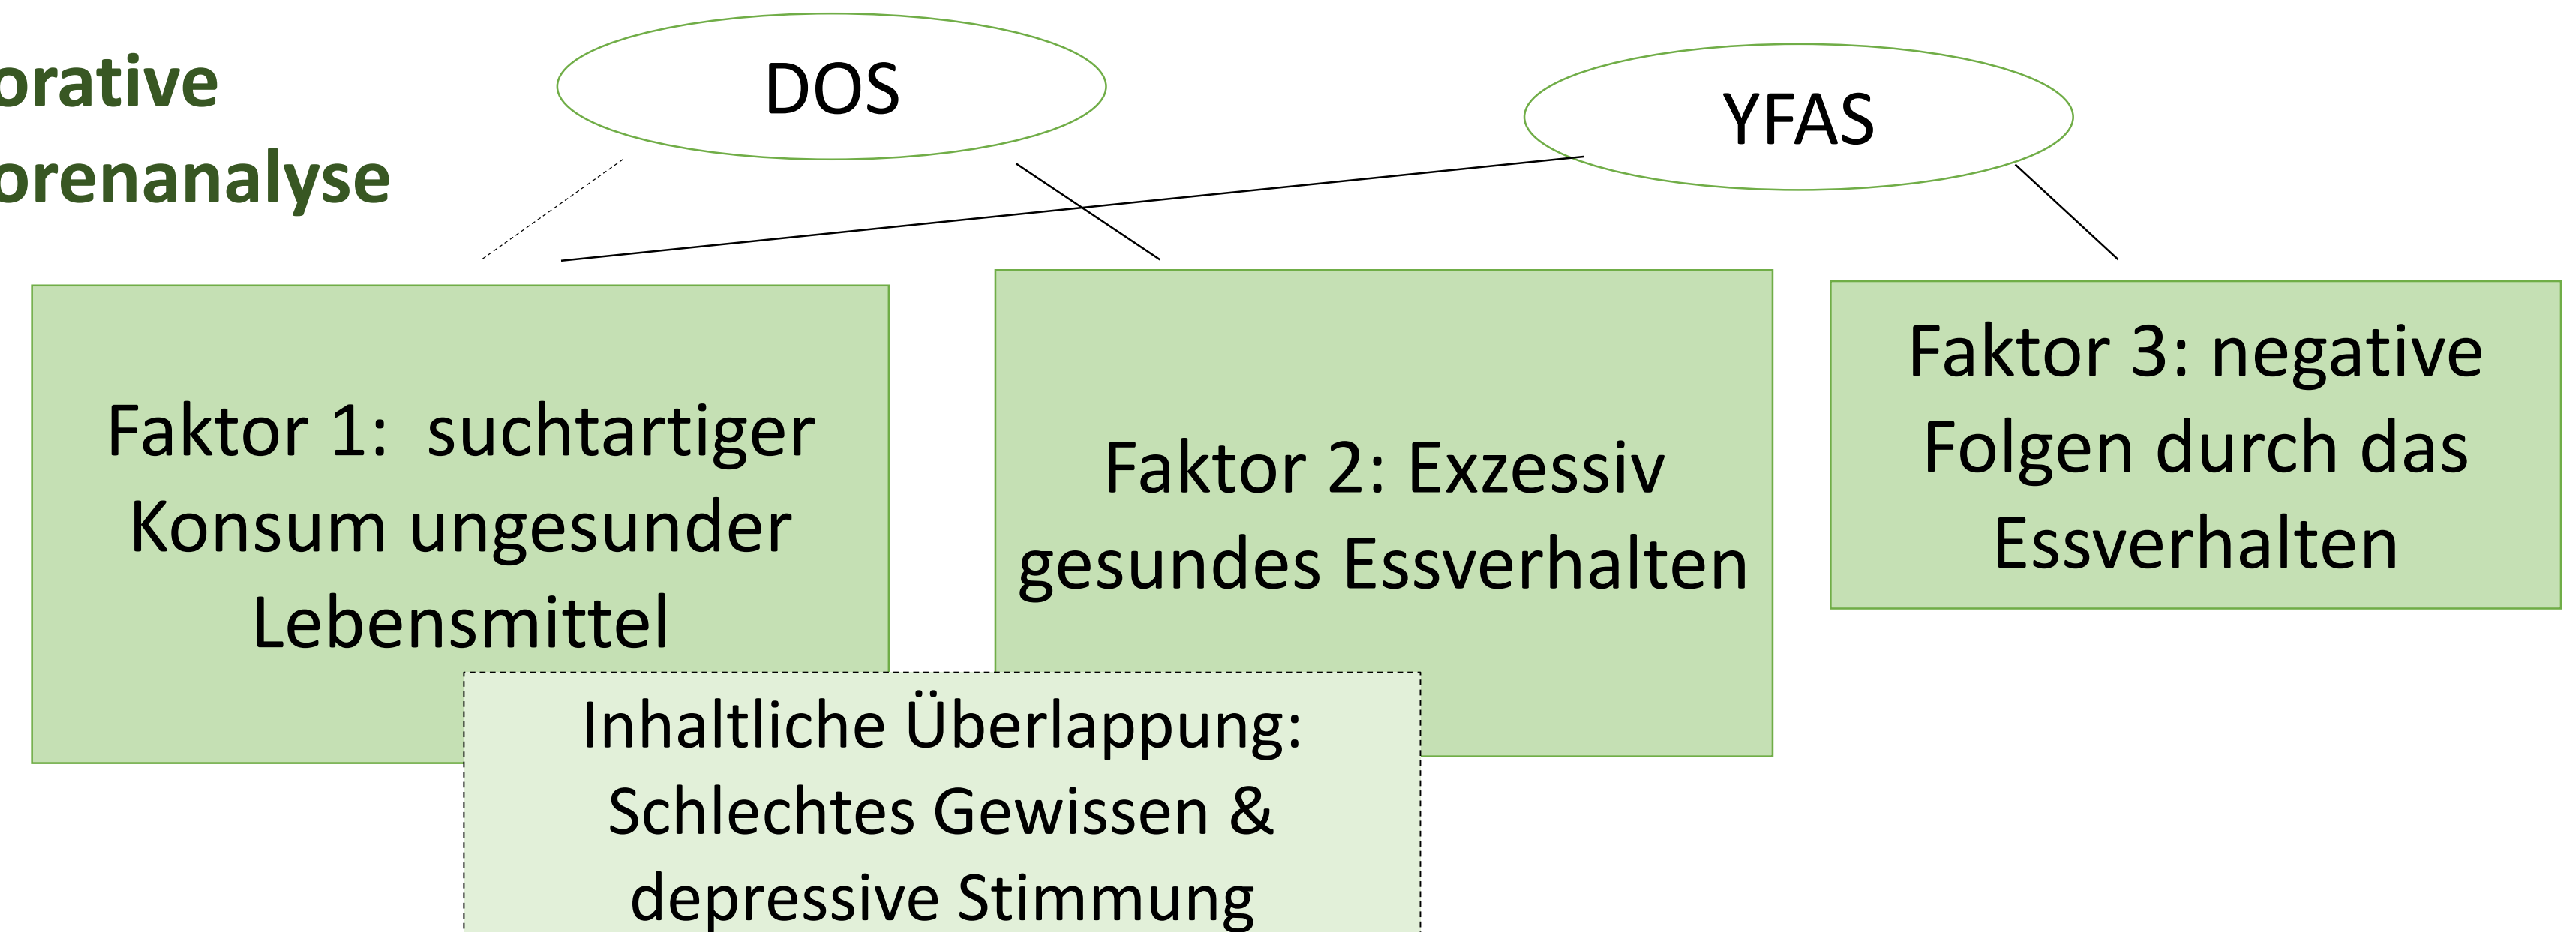 orative
orenanalyse
DOS
YFAS
Faktor 1: suchtartiger
Konsum ungesunder
Lebensmittel
Faktor 2: Exzessiv
gesundes Essverhalten
Faktor 3: negative
Folgen durch das
Essverhalten
Inhaltliche Überlappung:
Schlechtes Gewissen &
depressive Stimmung